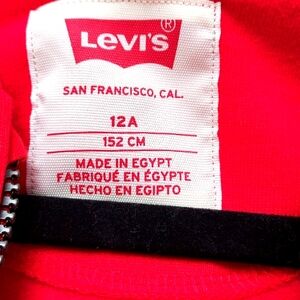 LEVI'S®
SAN FRANCISCO, CAL.
12A
152 CM
MADE IN EGYPT
FABRIQUÉ EN ÉGYPTE
HECHO EN EGIPTO